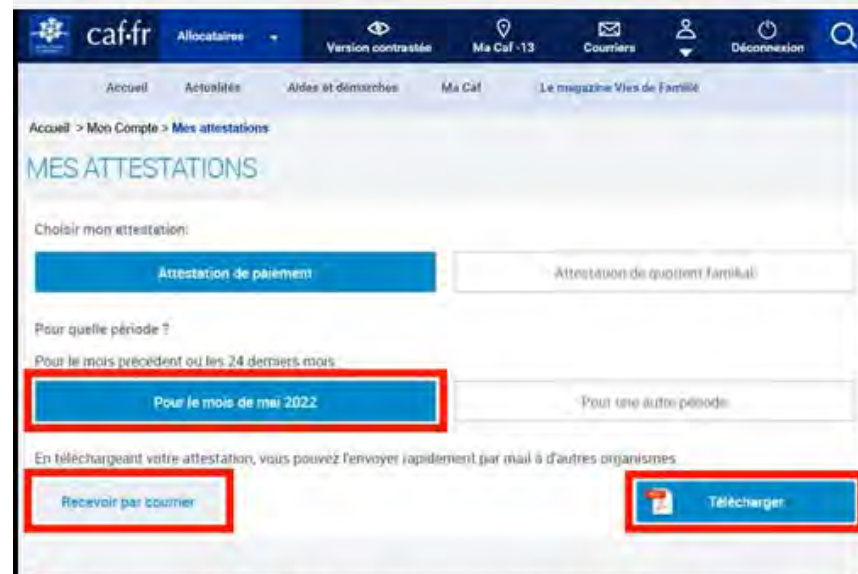 caf·fr Allocataires Version contrastée Ma Caf - 13 Courriers Déconnexion
Accueil Actualités Aides et démarches Ma Caf Le magazine Vies de Famille
Accueil > Mon Compte > Mes attestations
MES ATTESTATIONS
Choisir mon attestation:
Attestation de paiement Attestation de quotient familial
Pour quelle période ?
Pour le mois précédent ou les 24 derniers mois
Pour le mois de mai 2022 Pour une autre période
En téléchargeant votre attestation, vous pouvez l'envoyer rapidement par mail à d'autres organismes
Recevoir par courrier Télécharger